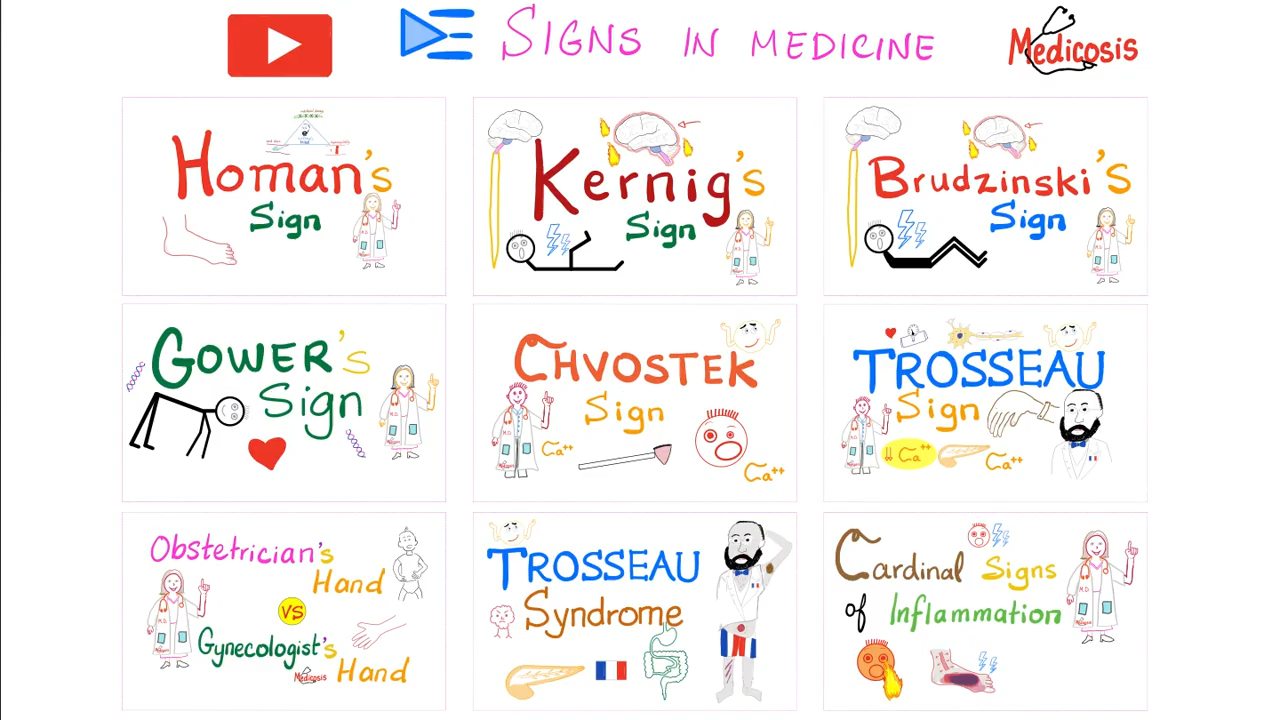 SIGNS IN MEDICINE
Medicosis
Homan's
Sign
Kernig's
Sign
Brudzinski's
Sign
GOWER's
Sign
CHVOSTEK
Sign
Ca++
Ca++
TROSSEAU
Sign
Ca++
Ca++
Obstetrician's
Hand
VS
Gynecologist's
Medicosis
Hand
TROSSEAU
Syndrome
Cardinal Signs
of Inflammation